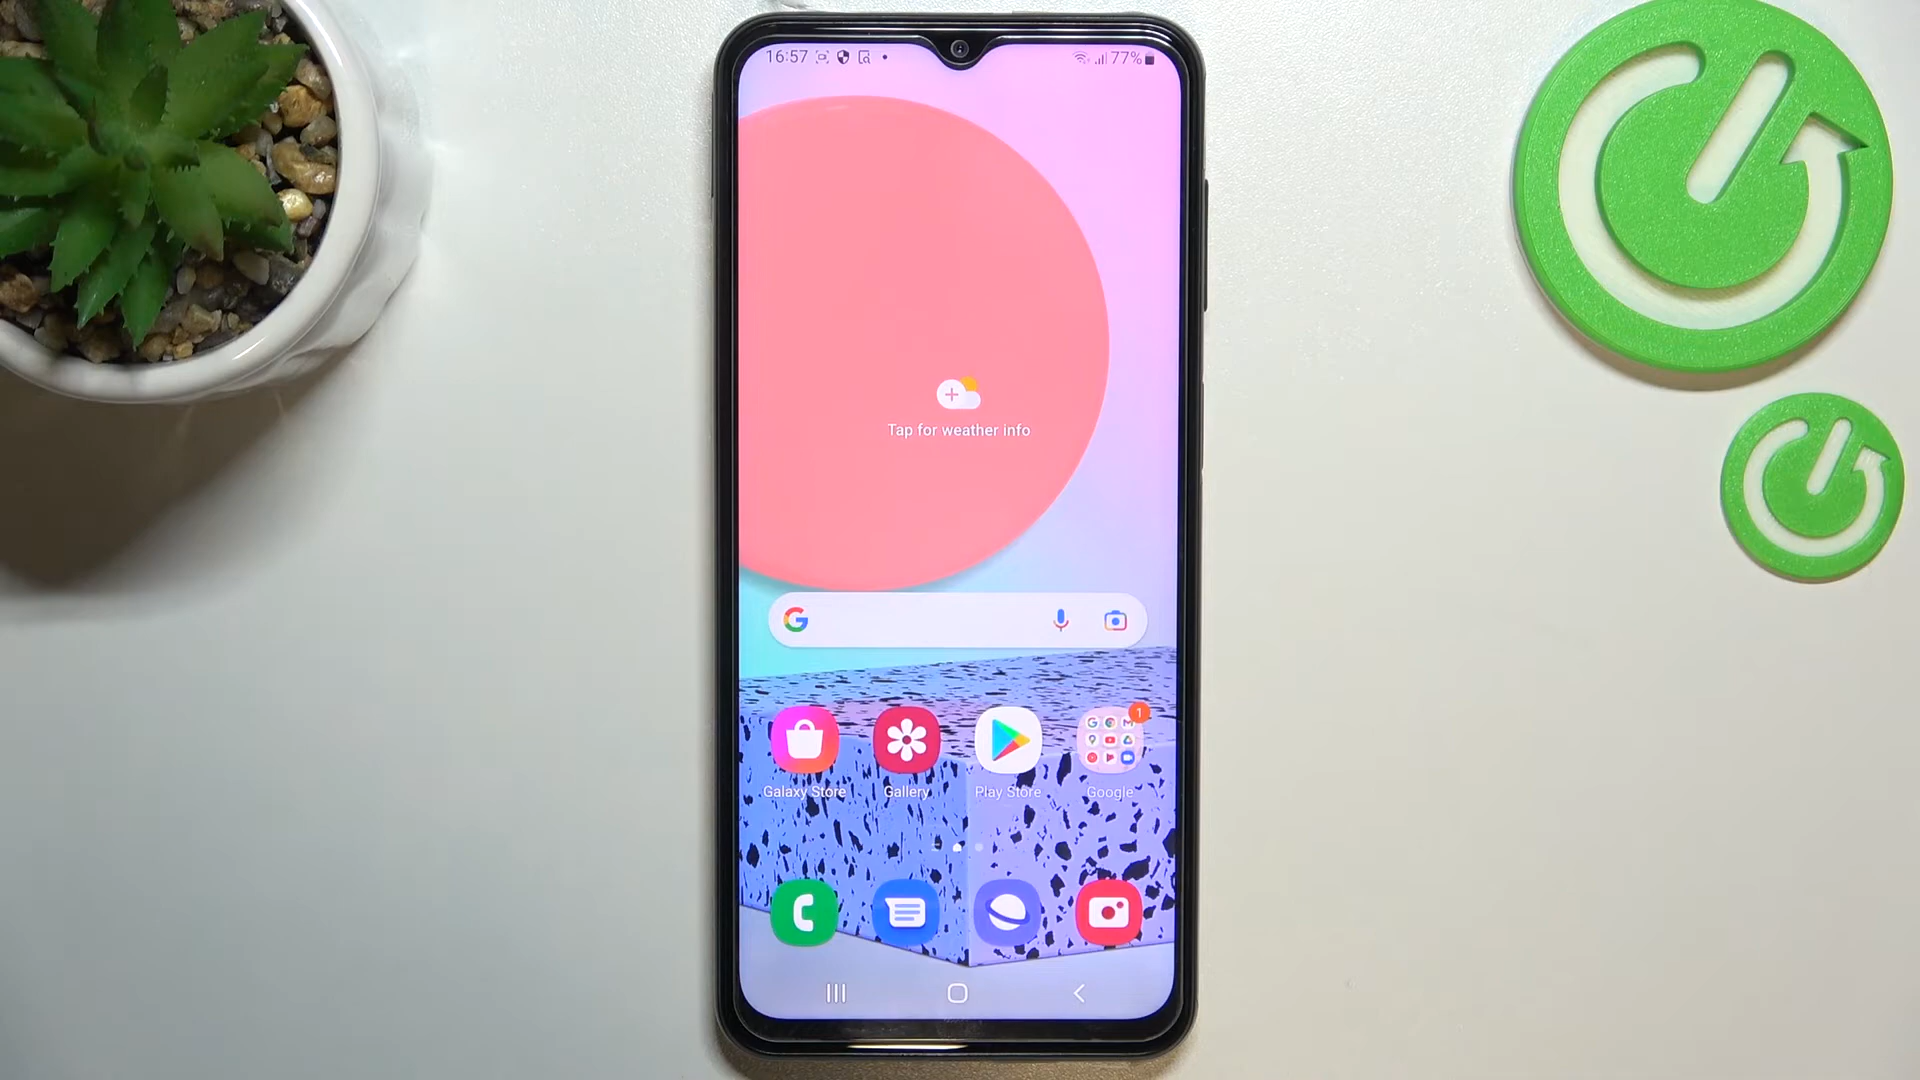 16:57
77%
Tap for weather info
1
Galaxy Store
Gallery
Play Store
Google